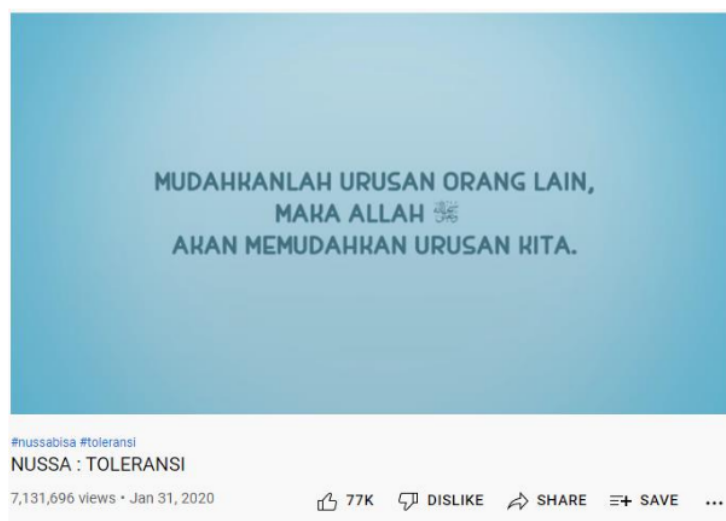 MUDAHKANLAH URUSAN ORANG LAIN,
MAKA ALLAH ﷻ
AKAN MEMUDAHKAN URUSAN KITA.
#nussabisa #toleransi
NUSSA : TOLERANSI
7,131,696 views • Jan 31, 2020 77K DISLIKE SHARE SAVE ...